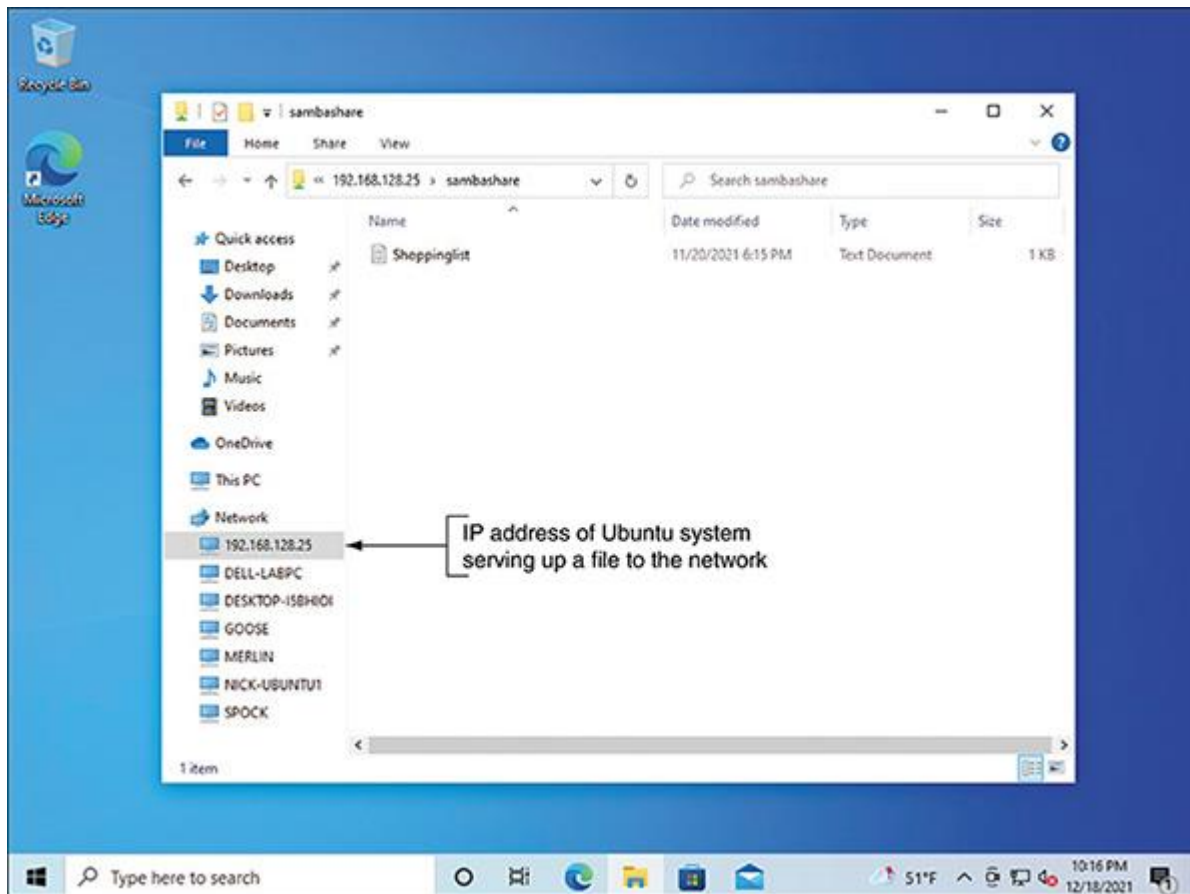 Recycle Bin
Microsoft
Edge
sambashare
File Home Share View
« 192.168.128.25 › sambashare
Search sambashare
Name Date modified Type Size
Shoppinglist 11/20/2021 6:15 PM Text Document 1 KB
Quick access
Desktop
Downloads
Documents
Pictures
Music
Videos
OneDrive
This PC
Network
192.168.128.25
DELL-LABPC
GOOSE
MERLIN
NICK-UBUNTU1
SPOCK
IP address of Ubuntu system
serving up a file to the network
1 item
Type here to search
51°F
10:16 PM
12/18/2021
1